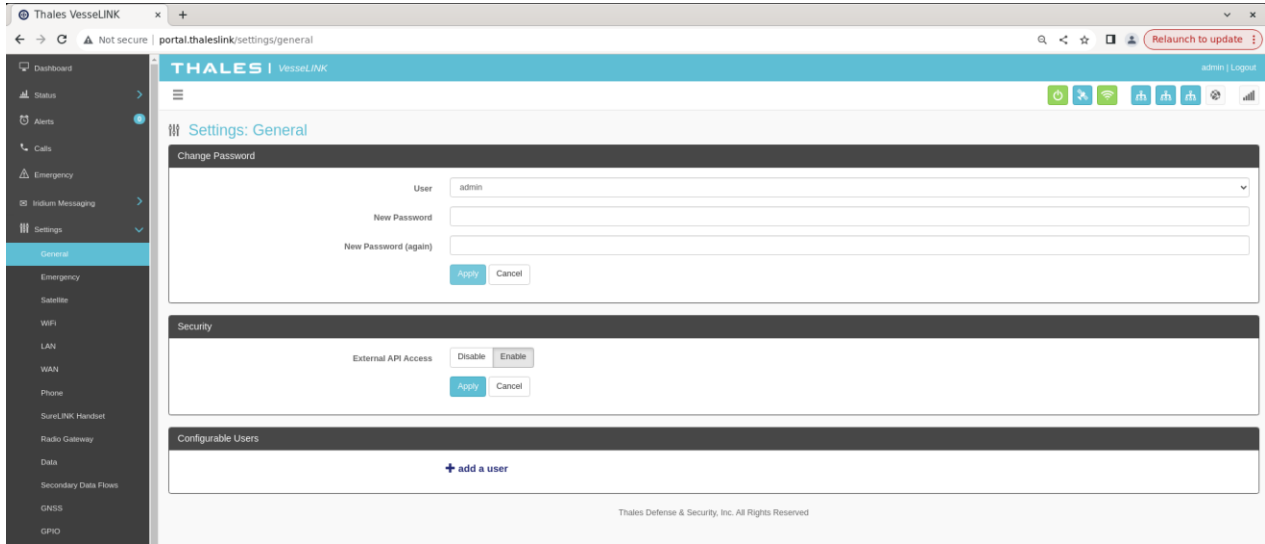 Thales VesseLINK
Not secure | portal.thaleslink/settings/general
Relaunch to update
Dashboard
Status
Alerts 0
Calls
Emergency
Iridium Messaging
Settings
General
Emergency
Satellite
WiFi
LAN
WAN
Phone
SureLINK Handset
Radio Gateway
Data
Secondary Data Flows
GNSS
GPIO
THALES | VesseLINK
admin | Logout
Settings: General
Change Password
User admin
New Password
New Password (again)
Apply Cancel
Security
External API Access Disable Enable
Apply Cancel
Configurable Users
+ add a user
Thales Defense & Security, Inc. All Rights Reserved